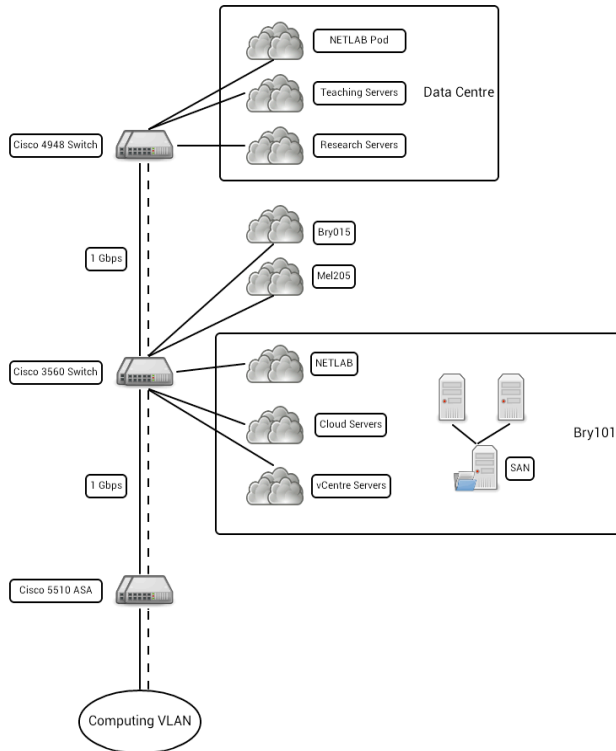 NETLAB Pod
Teaching Servers
Data Centre
Cisco 4948 Switch
Research Servers
Bry015
1 Gbps
Mel205
NETLAB
Cisco 3560 Switch
Cloud Servers
Bry101
SAN
1 Gbps
vCentre Servers
Cisco 5510 ASA
Computing VLAN